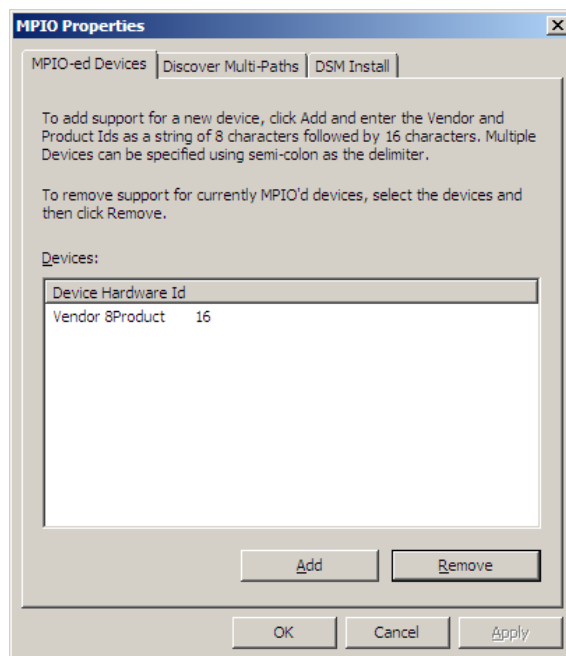 MPIO Properties
MPIO-ed Devices Discover Multi-Paths DSM Install
To add support for a new device, click Add and enter the Vendor and
Product Ids as a string of 8 characters followed by 16 characters. Multiple
Devices can be specified using semi-colon as the delimiter.
To remove support for currently MPIO'd devices, select the devices and
then click Remove.
Devices:
Device Hardware Id
Vendor 8Product 16
Add Remove
OK Cancel Apply